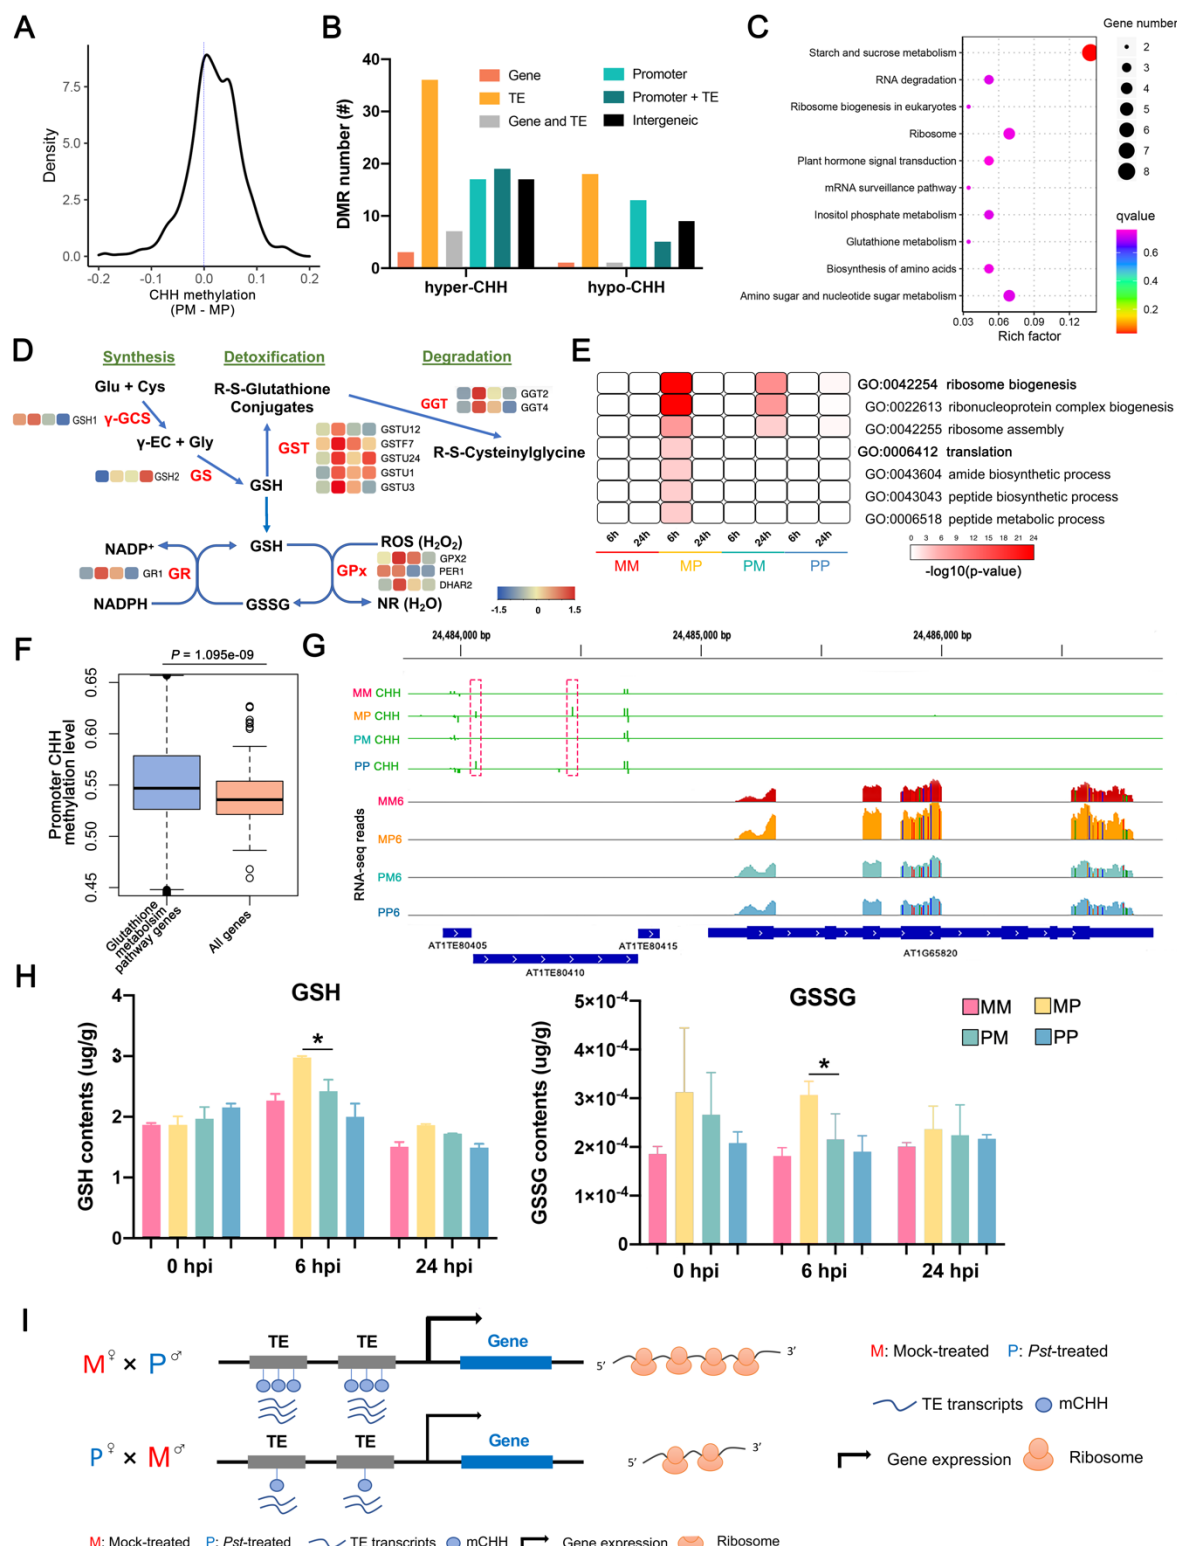 A
7.5
5.0
2.5
0.0
Density
-0.2
-0.1
0.0
0.1
0.2
CHH methylation
(PM - MP)
B
40
30
20
10
0
DMR number (#)
Gene
TE
Gene and TE
Promoter
Promoter + TE
Intergeneic
hyper-CHH
hypo-CHH
C
Starch and sucrose metabolism
RNA degradation
Ribosome biogenesis in eukaryotes
Ribosome
Plant hormone signal transduction
mRNA surveillance pathway
Inositol phosphate metabolism
Glutathione metabolism
Biosynthesis of amino acids
Amino sugar and nucleotide sugar metabolism
0.03
0.06
0.09
0.12
Rich factor
Gene number
2
3
4
5
6
7
8
qvalue
0.6
0.4
0.2
D
Synthesis
Detoxification
Degradation
Glu + Cys
GSH1
γ-GCS
γ-EC + Gly
GSH2
GS
R-S-Glutathione
Conjugates
GST
GSTU12
GSTF7
GSTU24
GSTU1
GSTU3
GSH
GGT
GGT2
GGT4
R-S-Cysteinylglycine
NADP⁺
GSH
ROS (H₂O₂)
GR1
GR
GPx
GPX2
PER1
DHAR2
NADPH
GSSG
NR (H₂O)
-1.5
0
1.5
E
GO:0042254 ribosome biogenesis
GO:0022613 ribonucleoprotein complex biogenesis
GO:0042255 ribosome assembly
GO:0006412 translation
GO:0043604 amide biosynthetic process
GO:0043043 peptide biosynthetic process
GO:0006518 peptide metabolic process
6h
24h
6h
24h
6h
24h
6h
24h
MM
MP
PM
PP
0 3 6 9 12 15 18 21 24
-log10(p-value)
F
P = 1.095e-09
0.65
0.60
0.55
0.50
0.45
Promoter CHH
methylation level
Glutathione
metabolsim
pathway genes
All genes
G
24,484,000 bp
24,485,000 bp
24,486,000 bp
MM CHH
MP CHH
PM CHH
PP CHH
RNA-seq reads
MM6
MP6
PM6
PP6
AT1TE80405
AT1TE80410
AT1TE80415
AT1G65820
H
GSH
4
3
2
1
0
GSH contents (ug/g)
*
0 hpi
6 hpi
24 hpi
GSSG
5×10⁻⁴
4×10⁻⁴
3×10⁻⁴
2×10⁻⁴
1×10⁻⁴
0
GSSG contents (ug/g)
*
0 hpi
6 hpi
24 hpi
MM
MP
PM
PP
I
M♀ × P♂
TE
TE
Gene
5′
3′
P♀ × M♂
TE
TE
Gene
5′
3′
M: Mock-treated
P: Pst-treated
TE transcripts
mCHH
Gene expression
Ribosome
M: Mock-treated P: Pst-treated TE transcripts mCHH Gene expression Ribosome